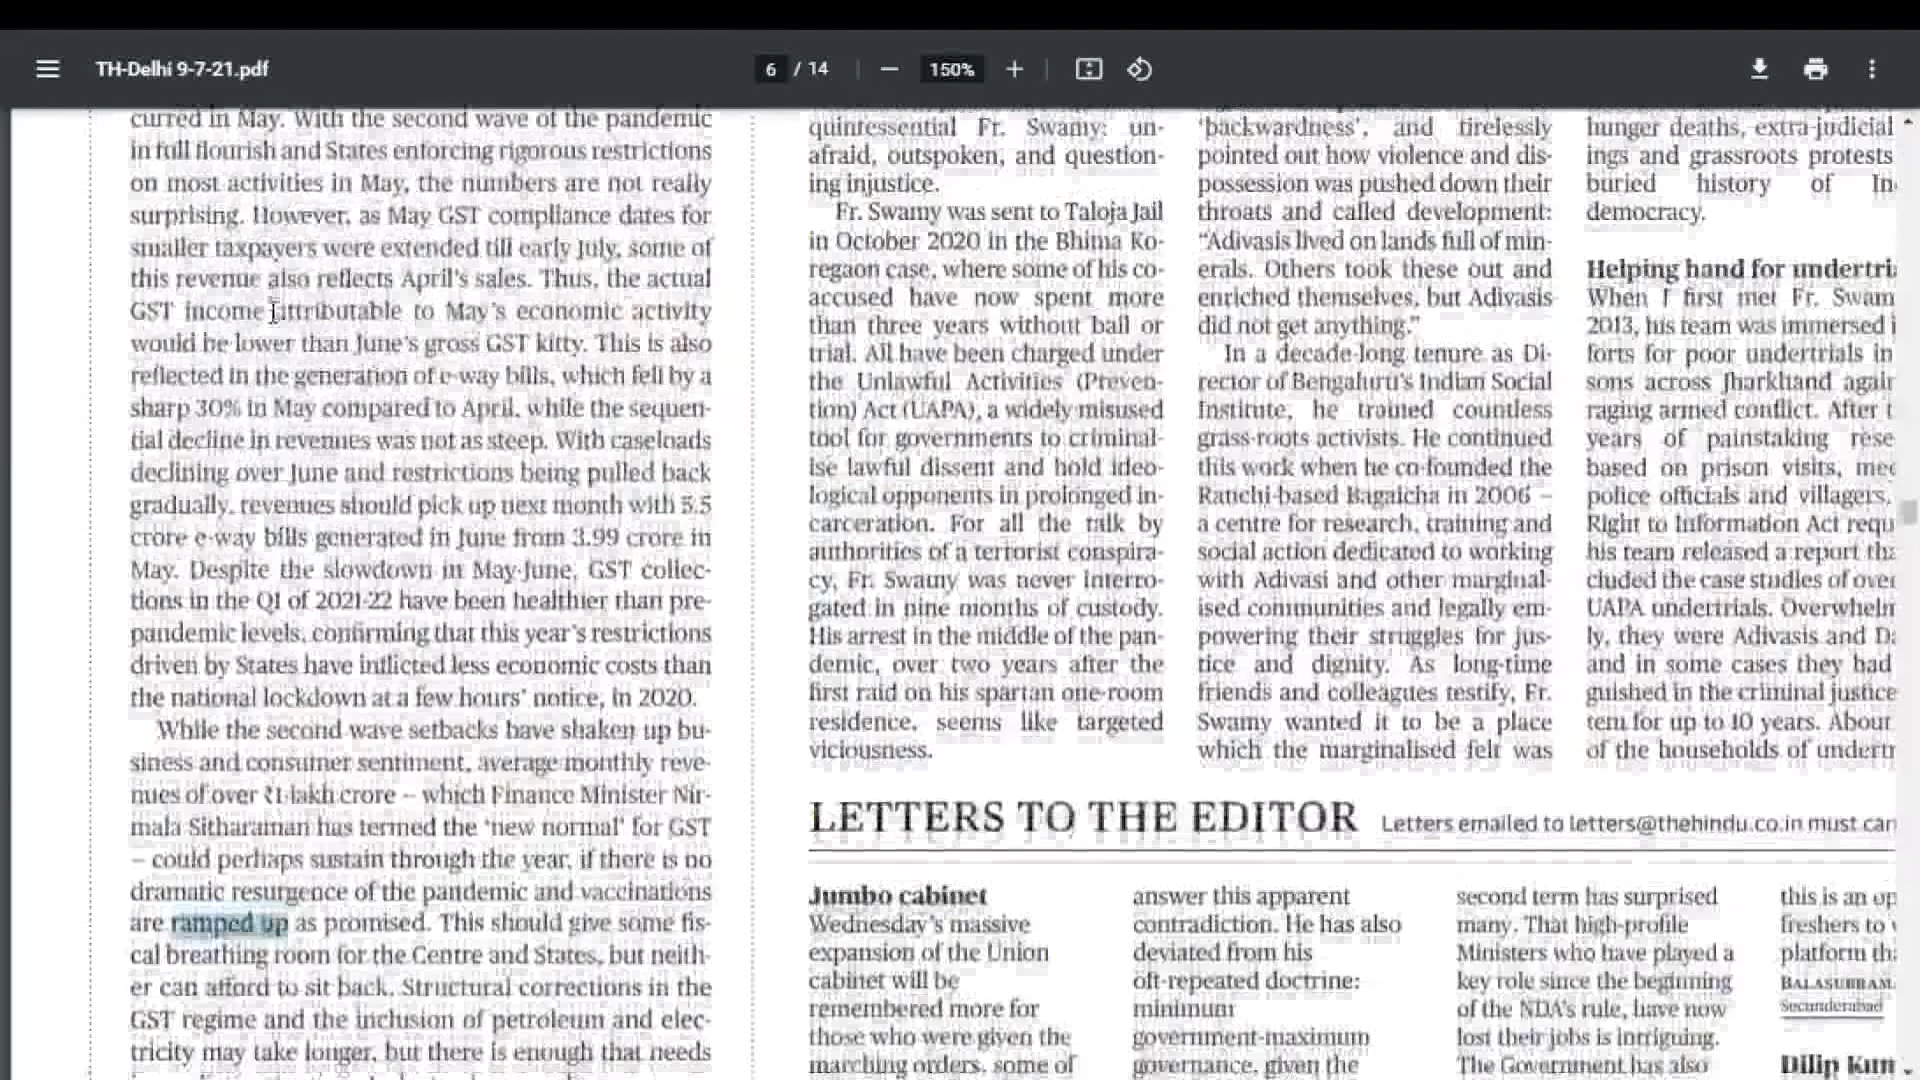 TH-Delhi 9-7-21.pdf
6 / 14
150%
curred in May. With the second wave of the pandemic
in full flourish and States enforcing rigorous restrictions
on most activities in May, the numbers are not really
surprising. However, as May GST compliance dates for
smaller taxpayers were extended till early July, some of
this revenue also reflects April's sales. Thus, the actual
GST income attributable to May's economic activity
would be lower than June's gross GST kitty. This is also
reflected in the generation of e-way bills, which fell by a
sharp 30% in May compared to April, while the sequen-
tial decline in revenues was not as steep. With caseloads
declining over June and restrictions being pulled back
gradually, revenues should pick up next month with 5.5
crore e-way bills generated in June from 3.99 crore in
May. Despite the slowdown in May-June, GST collec-
tions in the Q1 of 2021-22 have been healthier than pre-
pandemic levels, confirming that this year's restrictions
driven by States have inflicted less economic costs than
the national lockdown at a few hours' notice, in 2020.
While the second wave setbacks have shaken up bu-
siness and consumer sentiment, average monthly reve-
nues of over ₹1-lakh crore – which Finance Minister Nir-
mala Sitharaman has termed the 'new normal' for GST
– could perhaps sustain through the year, if there is no
dramatic resurgence of the pandemic and vaccinations
are ramped up as promised. This should give some fis-
cal breathing room for the Centre and States, but neith-
er can afford to sit back. Structural corrections in the
GST regime and the inclusion of petroleum and elec-
tricity may take longer, but there is enough that needs
quintessential Fr. Swamy: un-
afraid, outspoken, and question-
ing injustice.
Fr. Swamy was sent to Taloja Jail
in October 2020 in the Bhima Ko-
regaon case, where some of his co-
accused have now spent more
than three years without bail or
trial. All have been charged under
the Unlawful Activities (Preven-
tion) Act (UAPA), a widely misused
tool for governments to criminal-
ise lawful dissent and hold ideo-
logical opponents in prolonged in-
carceration. For all the talk by
authorities of a terrorist conspira-
cy, Fr. Swamy was never interro-
gated in nine months of custody.
His arrest in the middle of the pan-
demic, over two years after the
first raid on his spartan one-room
residence, seems like targeted
viciousness.
'backwardness', and tirelessly
pointed out how violence and dis-
possession was pushed down their
throats and called development:
"Adivasis lived on lands full of min-
erals. Others took these out and
enriched themselves, but Adivasis
did not get anything."
In a decade-long tenure as Di-
rector of Bengaluru's Indian Social
Institute, he trained countless
grass-roots activists. He continued
this work when he co-founded the
Ranchi-based Bagaicha in 2006 –
a centre for research, training and
social action dedicated to working
with Adivasi and other marginal-
ised communities and legally em-
powering their struggles for jus-
tice and dignity. As long-time
friends and colleagues testify, Fr.
Swamy wanted it to be a place
which the marginalised felt was
hunger deaths, extra-judicial
ings and grassroots protests
buried history of In
democracy.
Helping hand for undertri
When I first met Fr. Swam
2013, his team was immersed i
forts for poor undertrials in
sons across Jharkhand again
raging armed conflict. After t
years of painstaking rese
based on prison visits, mee
police officials and villagers,
Right to Information Act requ
his team released a report tha
cluded the case studies of over
UAPA undertrials. Overwhelm
ly, they were Adivasis and Da
and in some cases they had
guished in the criminal justice
tem for up to 10 years. About
of the households of undertr
LETTERS TO THE EDITOR Letters emailed to letters@thehindu.co.in must car
Jumbo cabinet
Wednesday's massive
expansion of the Union
cabinet will be
remembered more for
those who were given the
marching orders, some of
answer this apparent
contradiction. He has also
deviated from his
oft-repeated doctrine:
minimum
government-maximum
governance, given the
second term has surprised
many. That high-profile
Ministers who have played a
key role since the beginning
of the NDA's rule, have now
lost their jobs is intriguing.
The Government has also
this is an op
freshers to v
platform tha
BALASUBRAM
Secunderabad
Dilip Kum